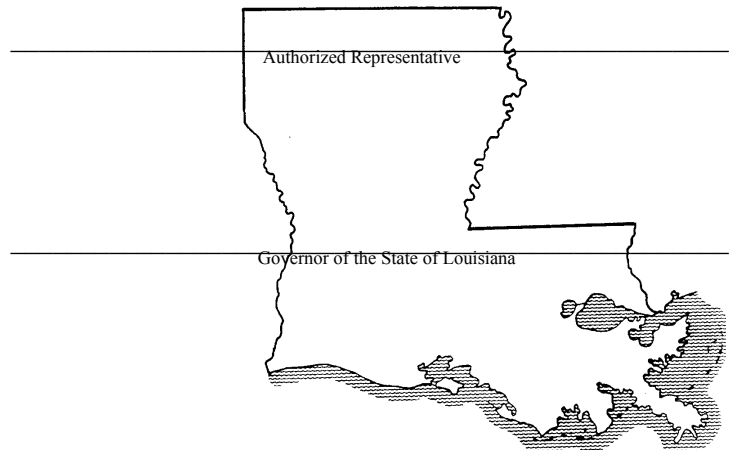 Authorized Representative
Governor of the State of Louisiana